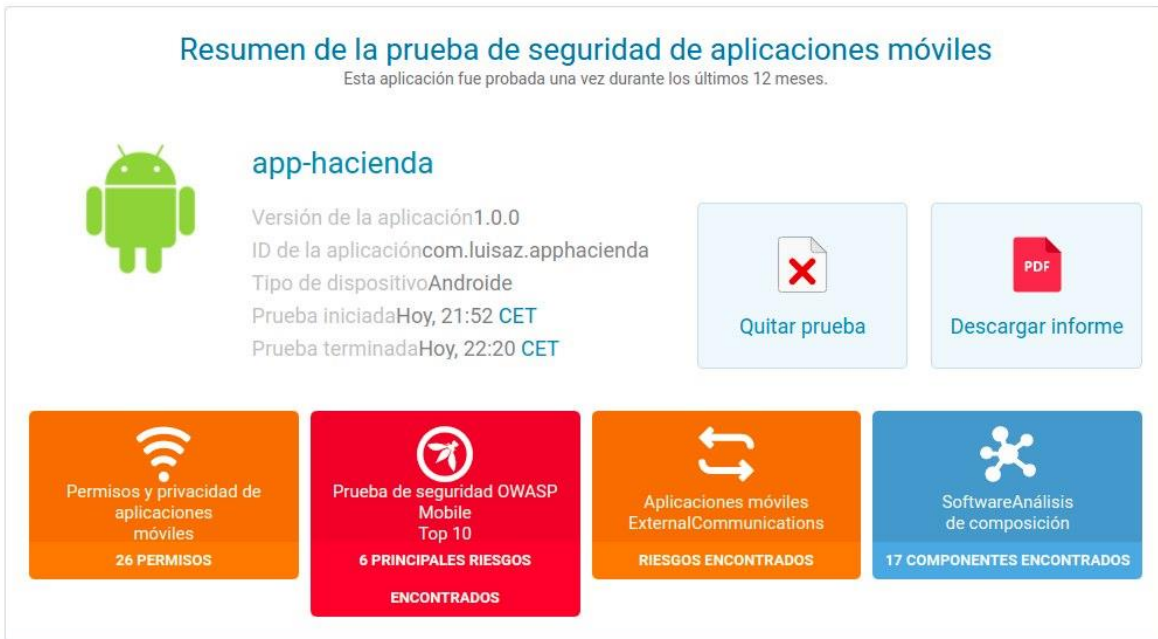 Resumen de la prueba de seguridad de aplicaciones móviles
Esta aplicación fue probada una vez durante los últimos 12 meses.
app-hacienda
Versión de la aplicación1.0.0
ID de la aplicacióncom.luisaz.apphacienda
Tipo de dispositivoAndroide
Prueba iniciadaHoy, 21:52 CET
Prueba terminadaHoy, 22:20 CET
Quitar prueba
PDF
Descargar informe
Permisos y privacidad de
aplicaciones
móviles
26 PERMISOS
Prueba de seguridad OWASP
Mobile
Top 10
6 PRINCIPALES RIESGOS
ENCONTRADOS
Aplicaciones móviles
ExternalCommunications
RIESGOS ENCONTRADOS
SoftwareAnálisis
de composición
17 COMPONENTES ENCONTRADOS